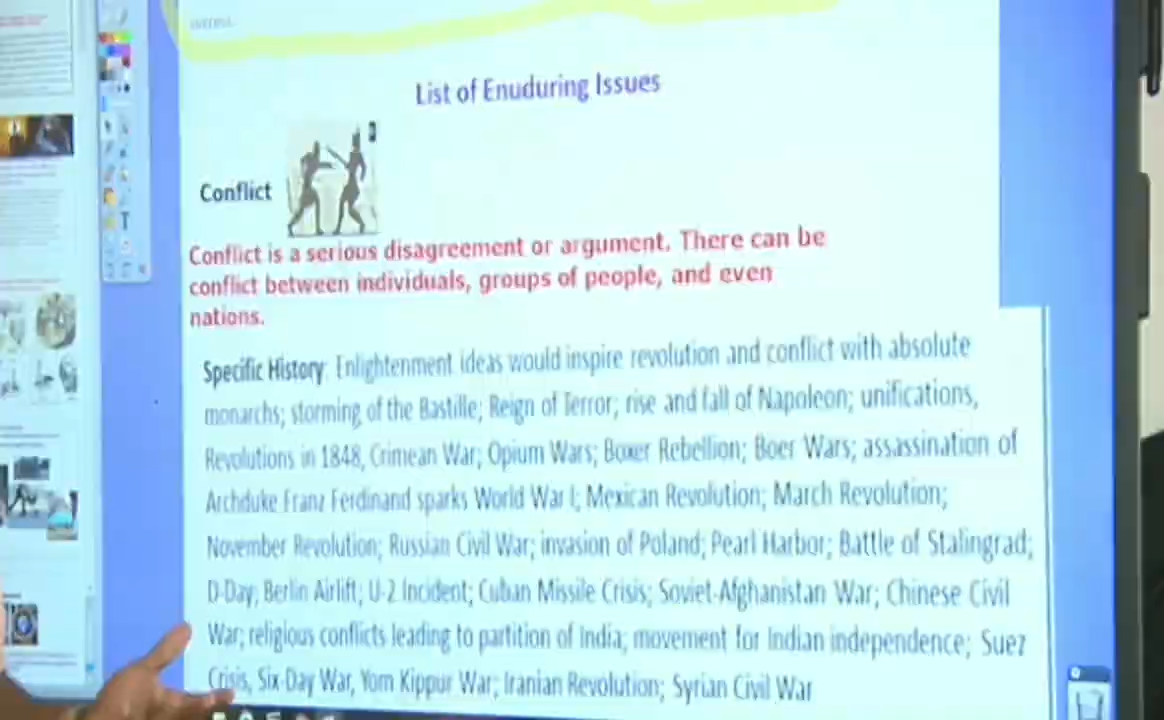 List of Enuduring Issues
Conflict
Conflict is a serious disagreement or argument. There can be
conflict between individuals, groups of people, and even
nations.
Specific History: Enlightenment ideas would inspire revolution and conflict with absolute
monarchs; storming of the Bastille; Reign of Terror; rise and fall of Napoleon; unifications,
Revolutions in 1848, Crimean War; Opium Wars; Boxer Rebellion; Boer Wars; assassination of
Archduke Franz Ferdinand sparks World War I; Mexican Revolution; March Revolution;
November Revolution; Russian Civil War; invasion of Poland; Pearl Harbor; Battle of Stalingrad;
D-Day; Berlin Airlift; U-2 Incident; Cuban Missile Crisis; Soviet-Afghanistan War; Chinese Civil
War; religious conflicts leading to partition of India; movement for Indian independence; Suez
Crisis, Six-Day War, Yom Kippur War; Iranian Revolution; Syrian Civil War